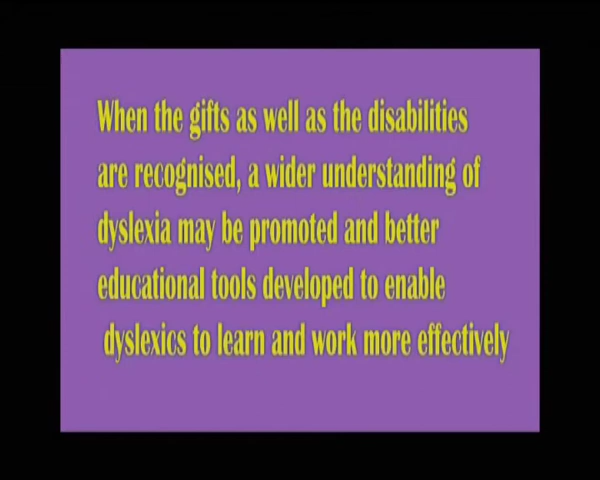 When the gifts as well as the disabilities
are recognised, a wider understanding of
dyslexia may be promoted and better
educational tools developed to enable
dyslexics to learn and work more effectively